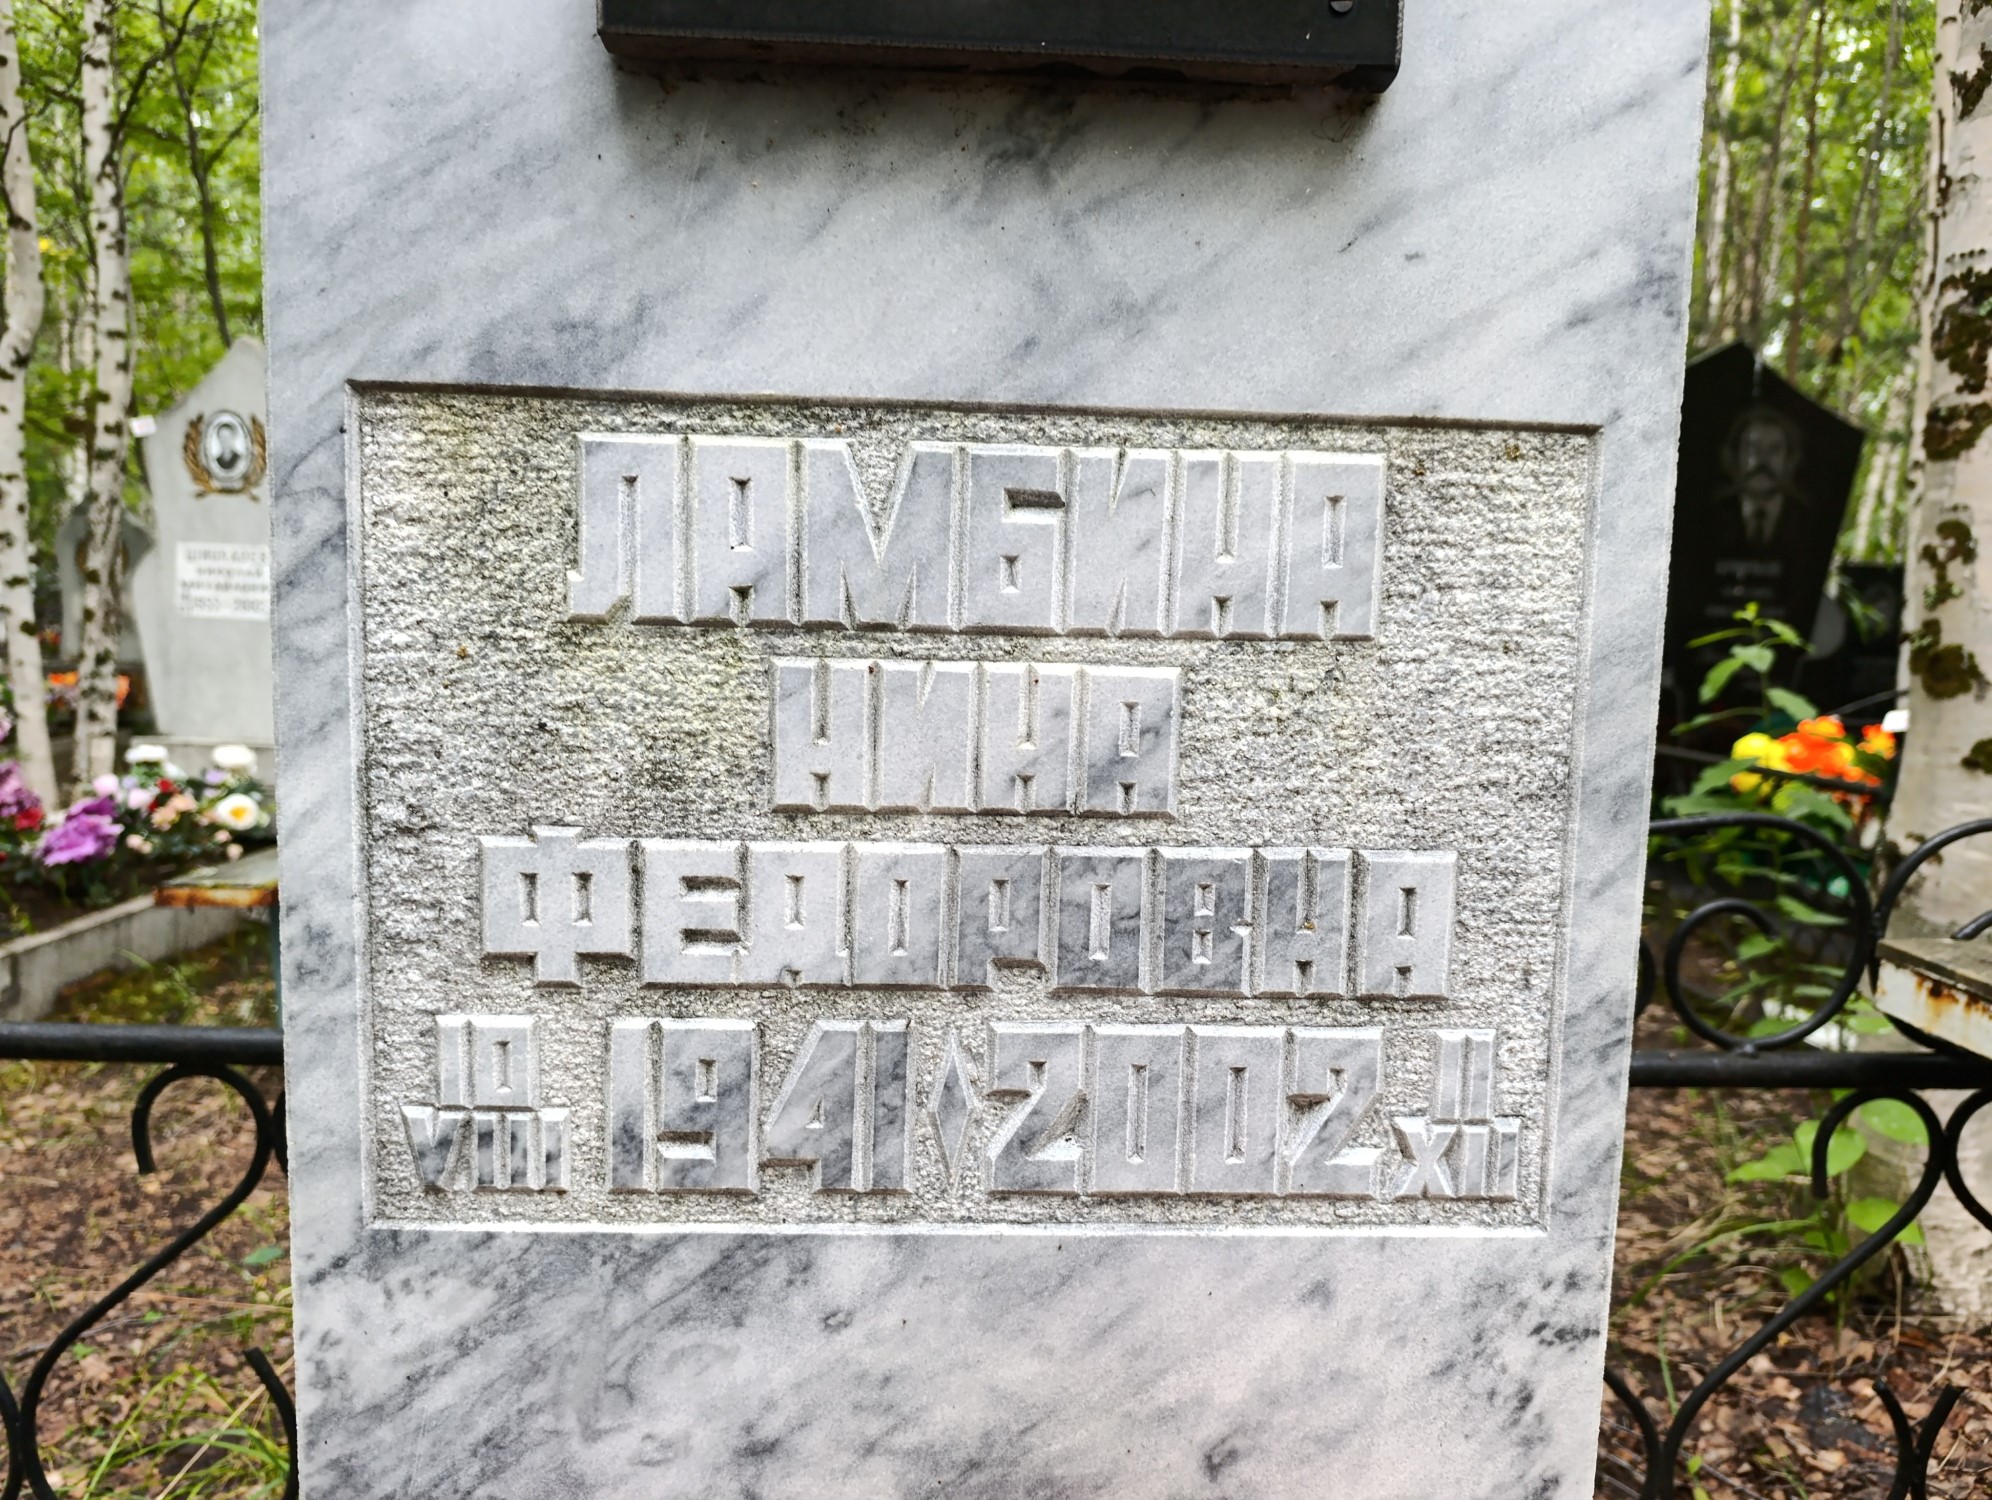 ЛАМБИНА
НИНА
ФЕДОРОВНА
10 VIII 1941 ◊ 2002 11 XII